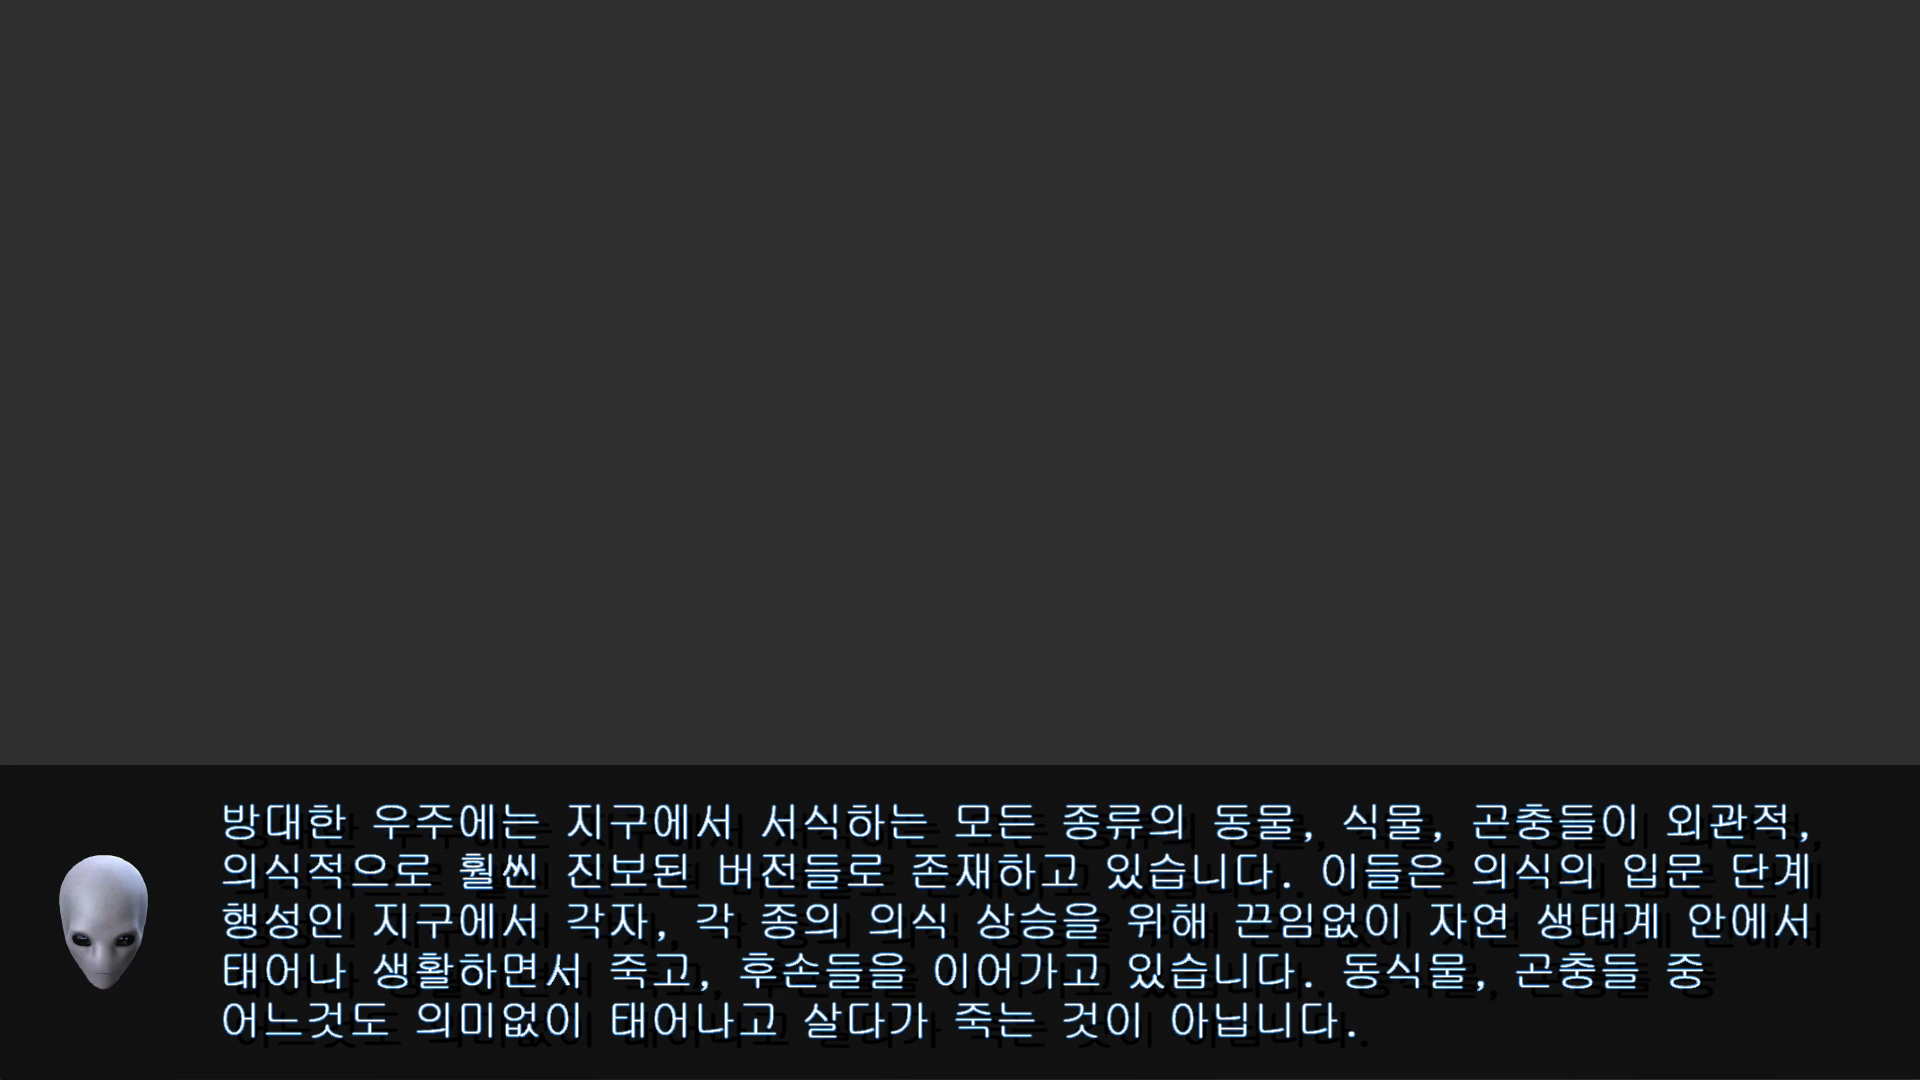 방대한 우주에는 지구에서 서식하는 모든 종류의 동물, 식물, 곤충들이 외관적,
의식적으로 훨씬 진보된 버전들로 존재하고 있습니다. 이들은 의식의 입문 단계
행성인 지구에서 각자, 각 종의 의식 상승을 위해 끈임없이 자연 생태계 안에서
태어나 생활하면서 죽고, 후손들을 이어가고 있습니다. 동식물, 곤충들 중
어느것도 의미없이 태어나고 살다가 죽는 것이 아닙니다.